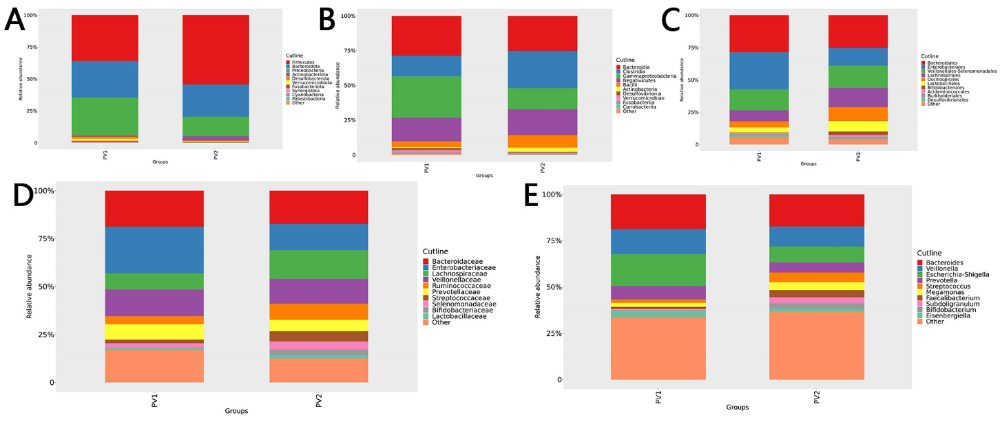 A
100%
75%
50%
25%
0
Relative abundance
PV1
PV2
Groups
Cutline
Firmicutes
Bacteroidota
Proteobacteria
Actinobacteriota
Desulfobacterota
Verrucomicrobiota
Fusobacteriota
Synergistota
Cyanobacteria
Patescibacteria
Other
B
100%
75%
50%
25%
0
Relative abundance
PV1
PV2
Groups
Cutline
Bacteroidia
Clostridia
Gammaproteobacteria
Negativicutes
Bacilli
Actinobacteria
Desulfovibrionia
Verrucomicrobiae
Fusobacteriia
Coriobacteriia
Other
C
100%
75%
50%
25%
0
Relative abundance
PV1
PV2
Groups
Cutline
Bacteroidales
Enterobacterales
Veillonellales-Selenomonadales
Lachnospirales
Oscillospirales
Lactobacillales
Bifidobacteriales
Acidaminococcales
Burkholderiales
Desulfovibrionales
Other
D
100%
75%
50%
25%
0
Relative abundance
PV1
PV2
Groups
Cutline
Bacteroidaceae
Enterobacteriaceae
Lachnospiraceae
Veillonellaceae
Ruminococcaceae
Prevotellaceae
Streptococcaceae
Selenomonadaceae
Bifidobacteriaceae
Lactobacillaceae
Other
E
100%
75%
50%
25%
0
Relative abundance
PV1
PV2
Groups
Cutline
Bacteroides
Veillonella
Escherichia-Shigella
Prevotella
Streptococcus
Megamonas
Faecalibacterium
Subdoligranulum
Bifidobacterium
Eisenbergiella
Other